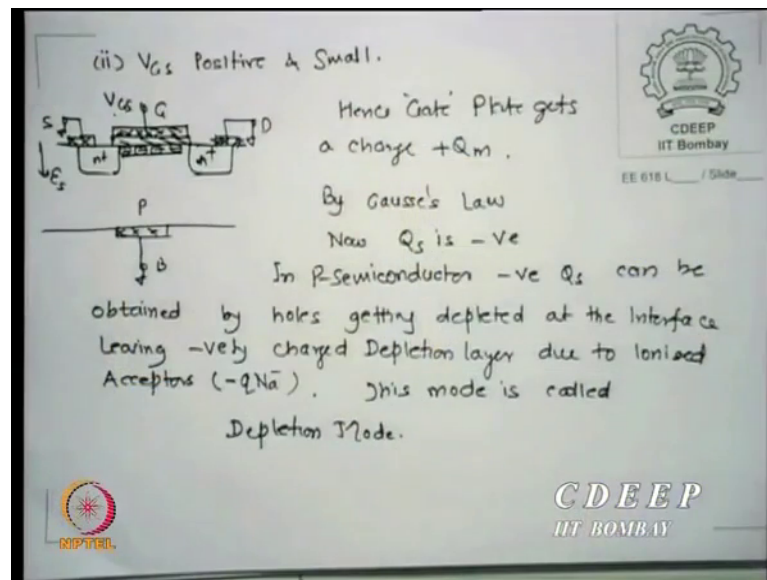 (ii) VGS Positive & Small.
VGS G
S
D
n+
n+
Es
P
B
Hence 'Gate' Plate gets
a charge +Qm.
By Gausse's Law
Now Qs is -ve
In P-Semiconductor -ve Qs can be
obtained by holes getting depleted at the Interface
Leaving -vely charged Depletion layer due to Ionised
Acceptors (-qNa-). This mode is called
Depletion Mode.
CDEEP
IIT Bombay
EE 618 L___ / Slide___
NPTEL
CDEEP
IIT BOMBAY